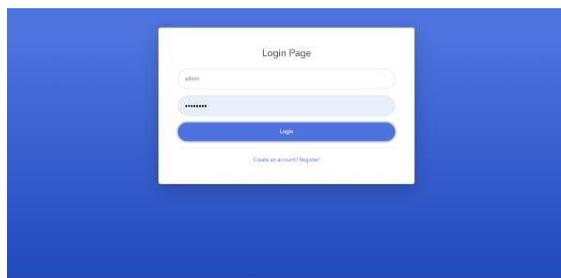 Login Page
admin
••••••••
Login
Create an account? Register!